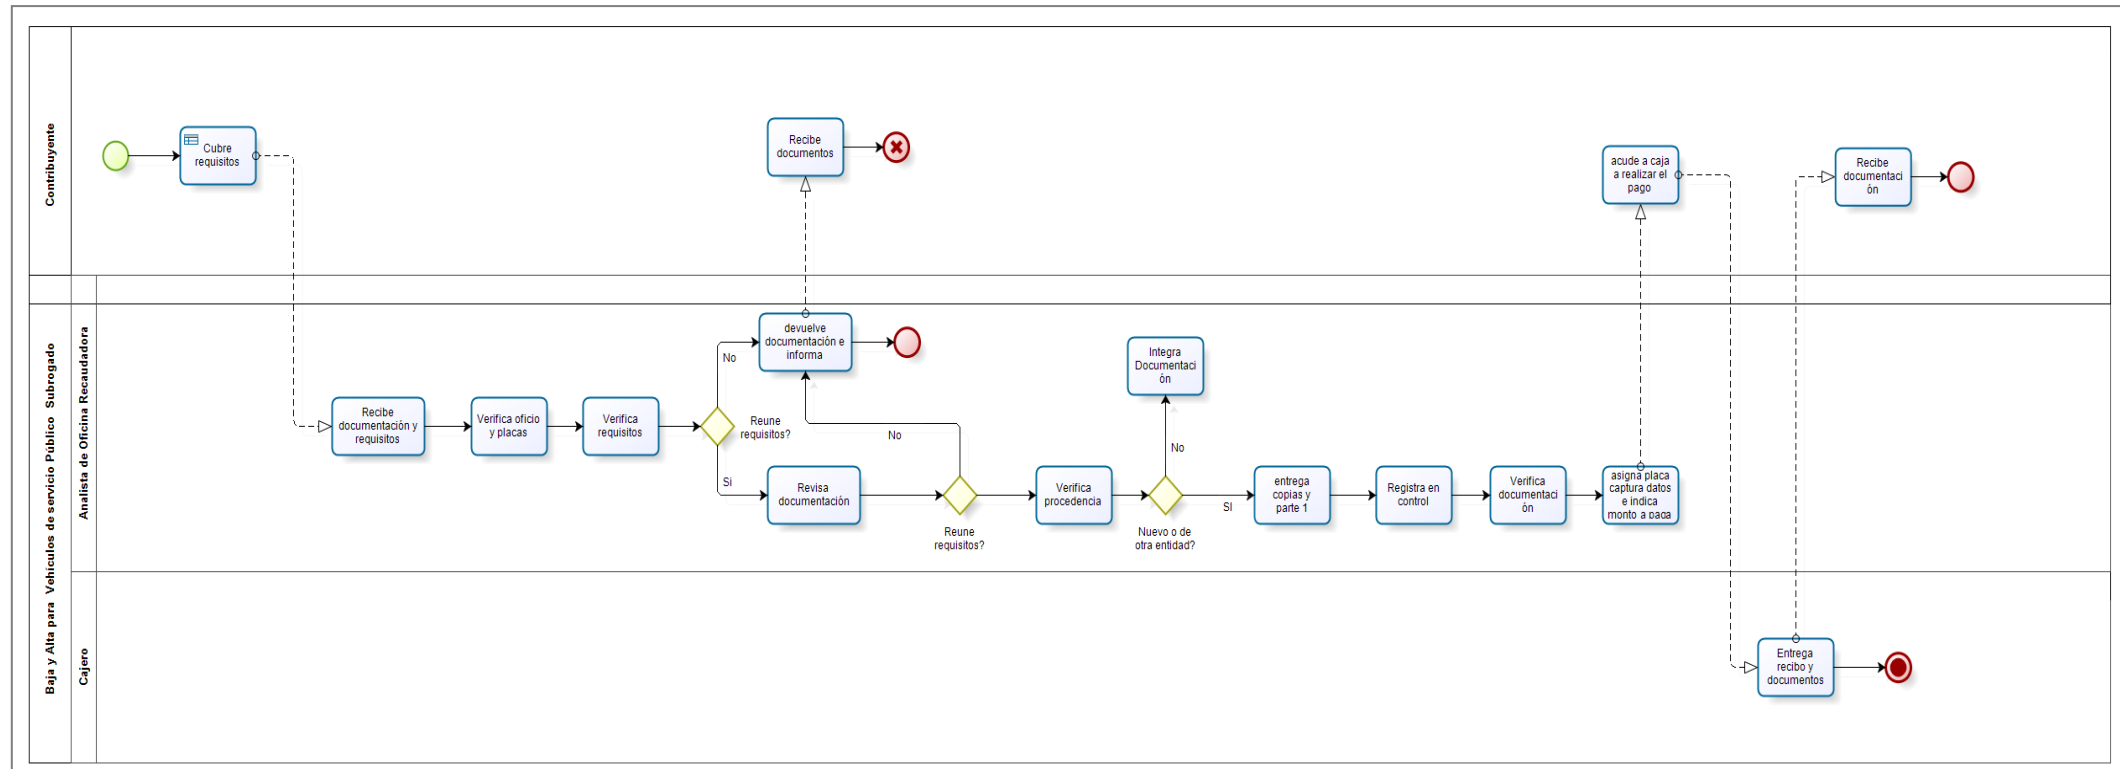 Contribuyente
Cubre
requisitos
Recibe
documentos
acude a caja
a realizar el
pago
Recibe
documentaci
ón
Baja y Alta para Vehículos de servicio Público Subrogado
Analista de Oficina Recaudadora
Recibe
documentación y
requisitos
Verifica oficio
y placas
Verifica
requisitos
Reune
requisitos?
No
devuelve
documentación e
informa
Si
Revisa
documentación
No
Reune
requisitos?
Verifica
procedencia
Nuevo o de
otra entidad?
No
Integra
Documentaci
ón
SI
entrega
copias y
parte 1
Registra en
control
Verifica
documentaci
ón
asigna placa
captura datos
e indica
monto a paga
Cajero
Entrega
recibo y
documentos